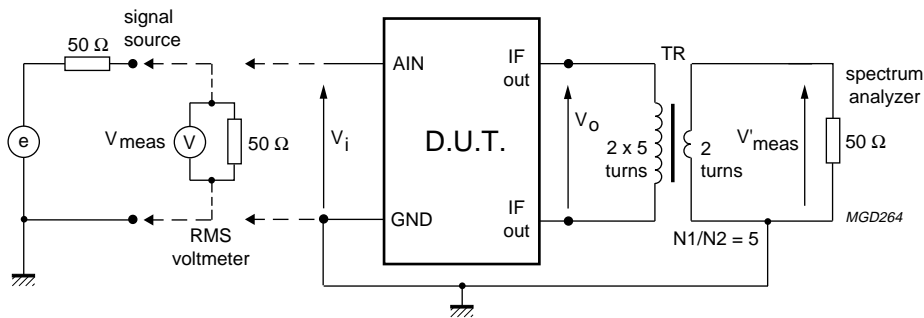 signal
source
50 Ω
e
V meas
V
50 Ω
RMS
voltmeter
Vi
AIN
GND
D.U.T.
IF
out
IF
out
Vo
TR
2 x 5
turns
2
turns
N1/N2 = 5
V'meas
spectrum
analyzer
50 Ω
MGD264